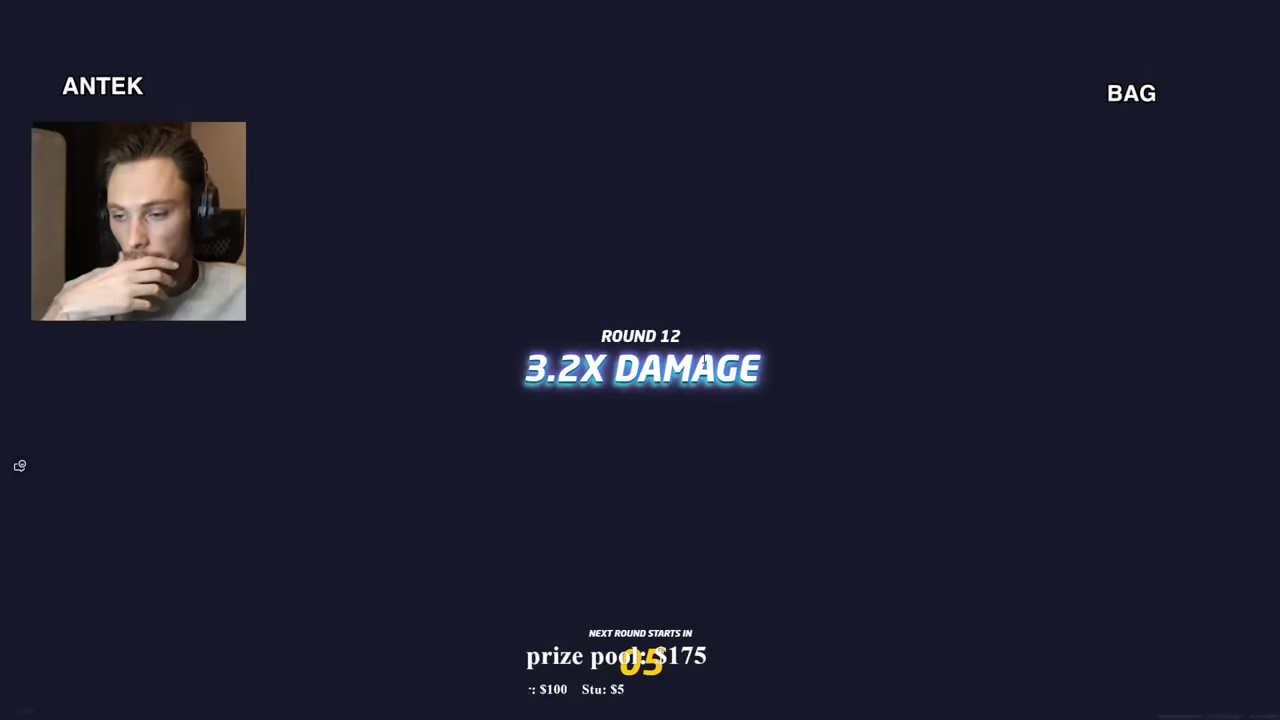 ANTEK
BAG
ROUND 12
3.2X DAMAGE
NEXT ROUND STARTS IN
05
prize pool: $175
: $100 Stu: $5